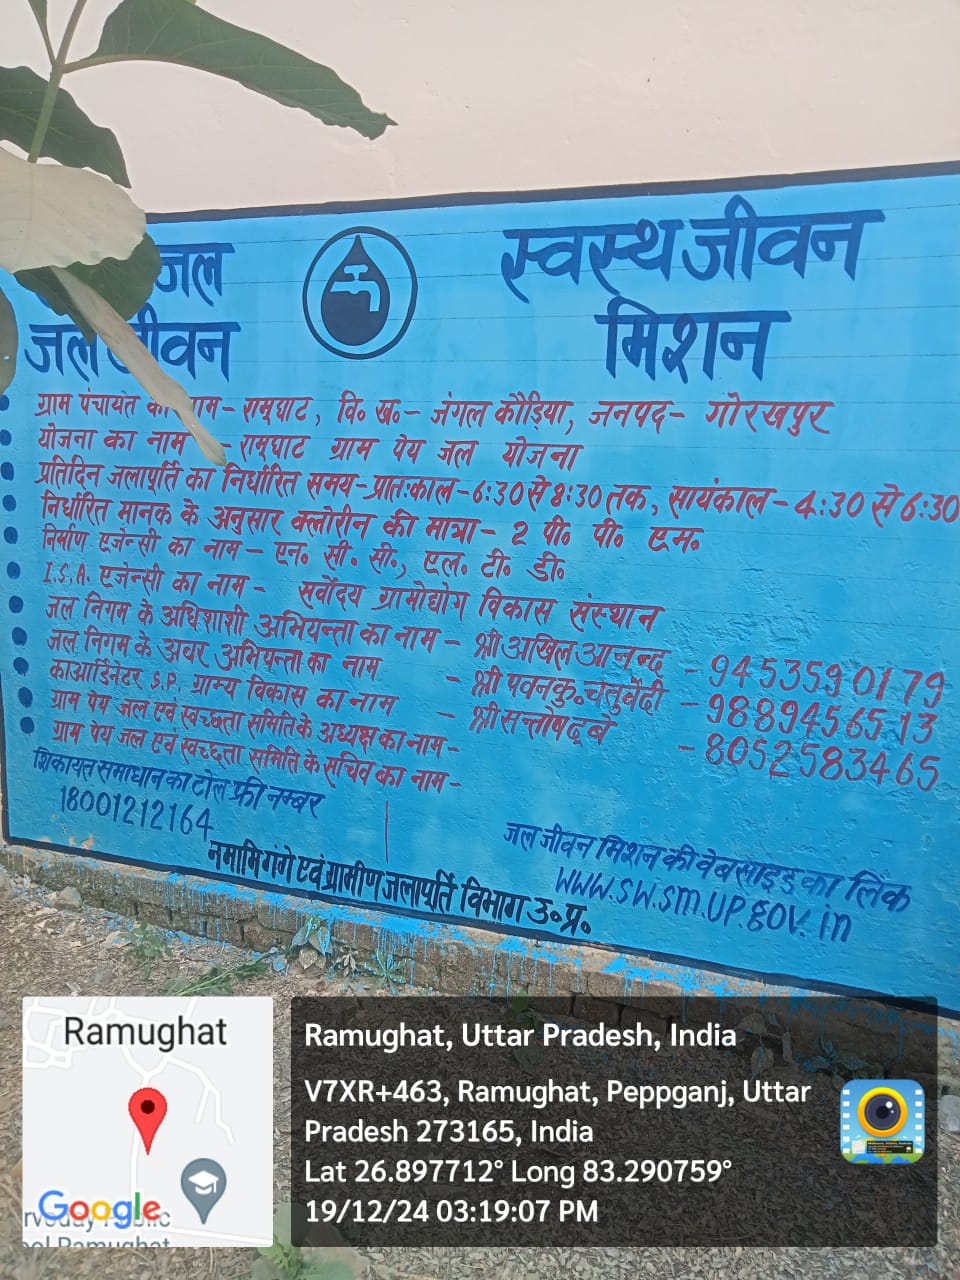 जल
स्वस्थ जीवन
जल जीवन
मिशन
ग्राम पंचायत का नाम- रामघाट, वि० ख०- जंगल कौड़िया, जनपद- गोरखपुर
योजना का नाम - रामघाट ग्राम पेय जल योजना
प्रतिदिन जलापूर्ति का निर्धारित समय-प्रातःकाल-6:30 से 8:30 तक, सायंकाल-4:30 से 6:30
निर्धारित मानक के अनुसार क्लोरीन की मात्रा- 2 पी० पी० एम०
निर्माण एजेन्सी का नाम- एन० सी० सी०, एल० टी० डी०
I.S.A. एजेन्सी का नाम- सर्वोदय ग्रामोद्योग विकास संस्थान
जल निगम के अधिशाशी अभियन्ता का नाम - श्री अखिल आनन्द - 9453590179
जल निगम के अवर अभियन्ता का नाम - श्री पवन कु० चतुर्वेदी - 9889456513
काआर्डिनेटर S.P. ग्राम्य विकास का नाम - श्री सन्तोष दूबे - 8052583465
ग्राम पेय जल एवं स्वच्छता समिति के अध्यक्ष का नाम-
ग्राम पेय जल एवं स्वच्छता समिति के सचिव का नाम-
शिकायत समाधान का टोल फ्री नम्बर
18001212164
जल जीवन मिशन की वेबसाइड का लिंक
WWW.SW.SM.UP.gov.in
नमामि गंगे एवं ग्रामीण जलापूर्ति विभाग उ०प्र०
Ramughat
Google
Ramughat, Uttar Pradesh, India
V7XR+463, Ramughat, Peppganj, Uttar
Pradesh 273165, India
Lat 26.897712° Long 83.290759°
19/12/24 03:19:07 PM